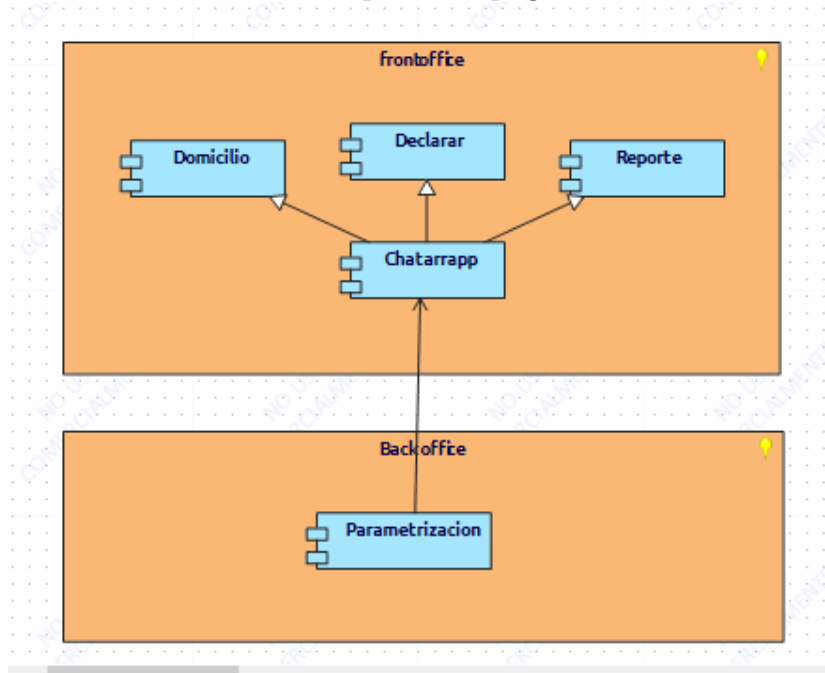 frontoffice
Domicilio
Declarar
Reporte
Chatarrapp
Backoffice
Parametrizacion